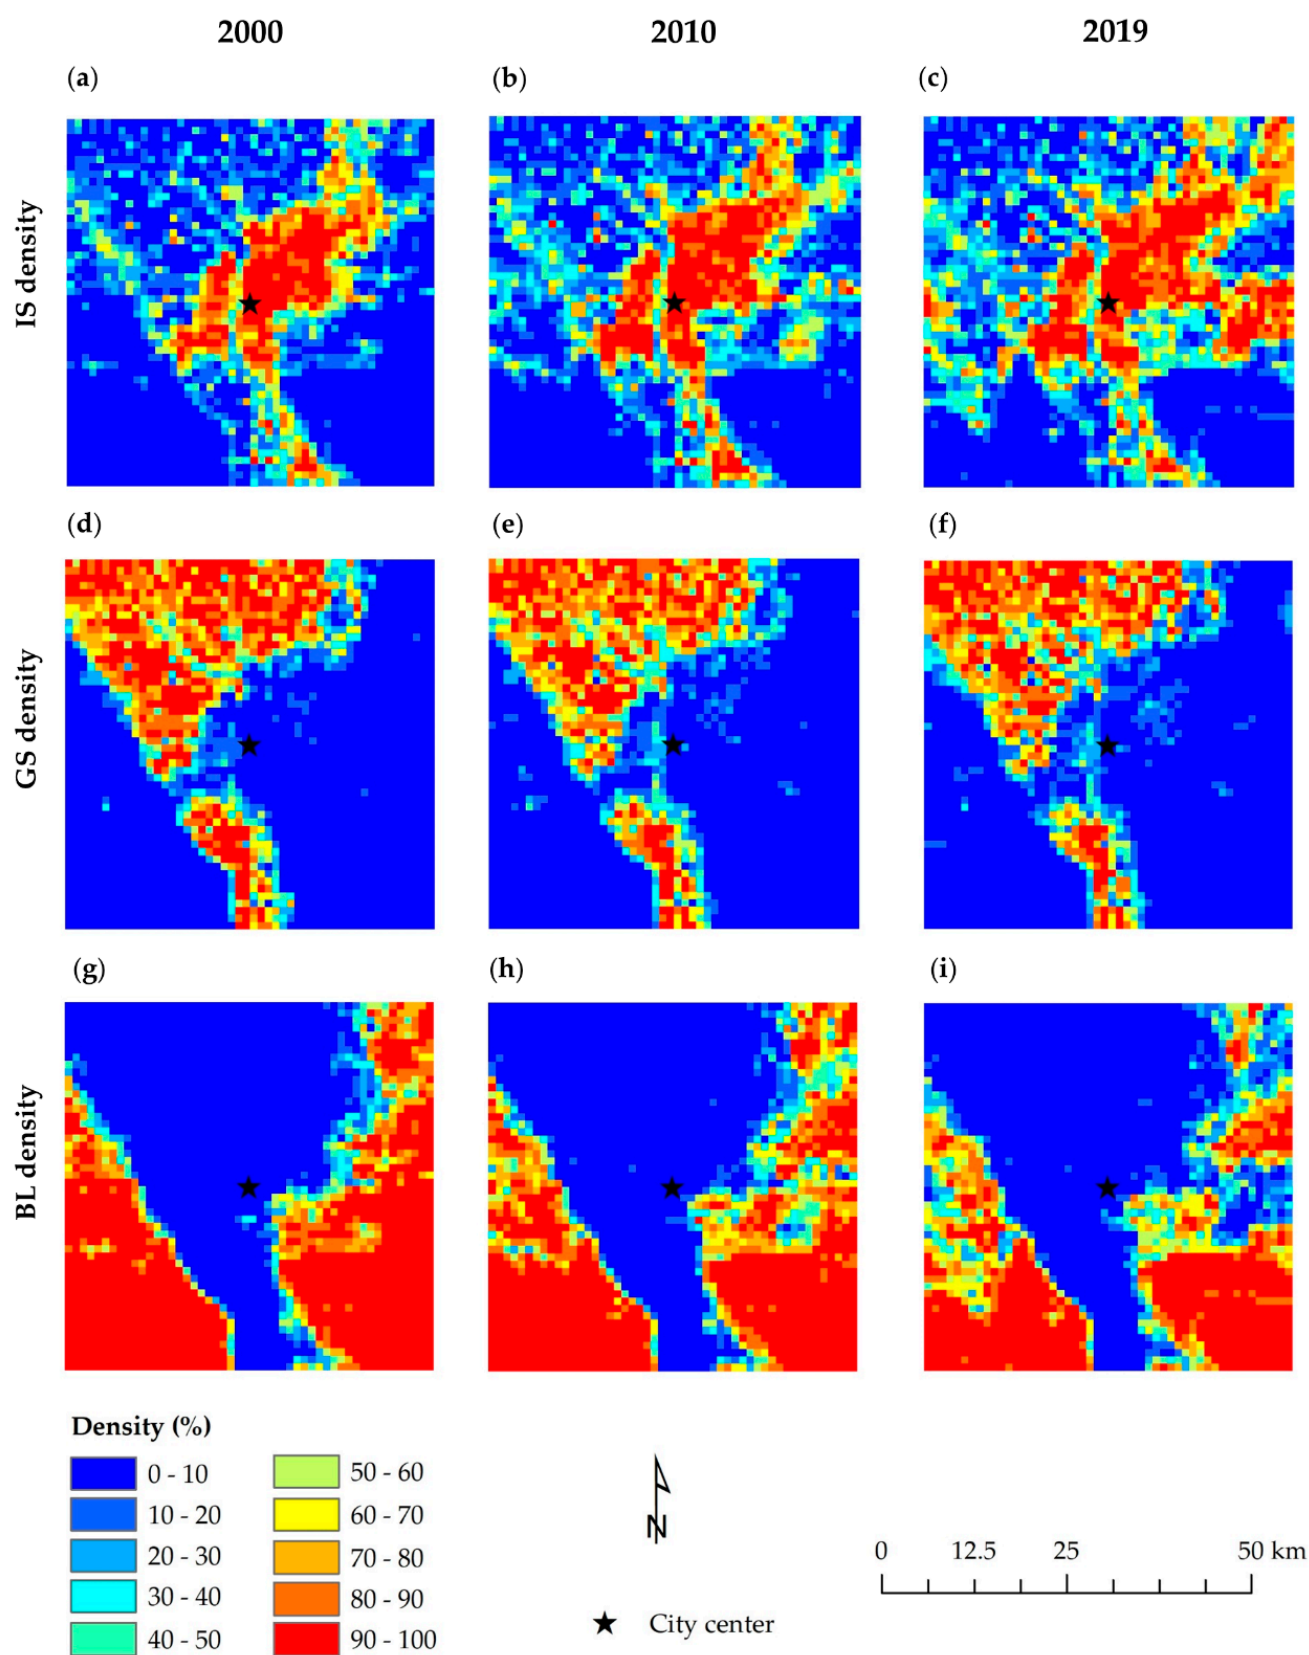 2000 2010 2019
(a) (b) (c)
IS density
(d) (e) (f)
GS density
(g) (h) (i)
BL density
Density (%)
0 - 10 50 - 60
10 - 20 60 - 70
20 - 30 70 - 80
30 - 40 80 - 90
40 - 50 90 - 100
N
0 12.5 25 50 km
City center